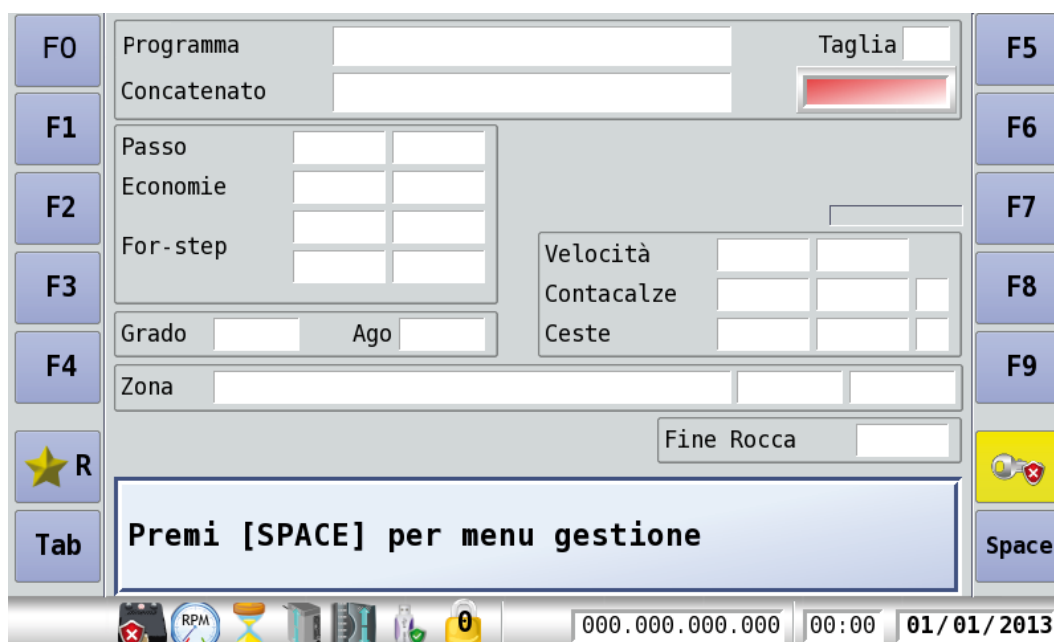 F0
Programma
Taglia
F5
Concatenato
F1
F6
Passo
Economie
F2
F7
For-step
Velocità
F3
Contacalze
F8
Grado
Ago
Ceste
F4
F9
Zona
Fine Rocca
R
Tab
Premi [SPACE] per menu gestione
Space
RPM
0
000.000.000.000
00:00
01/01/2013